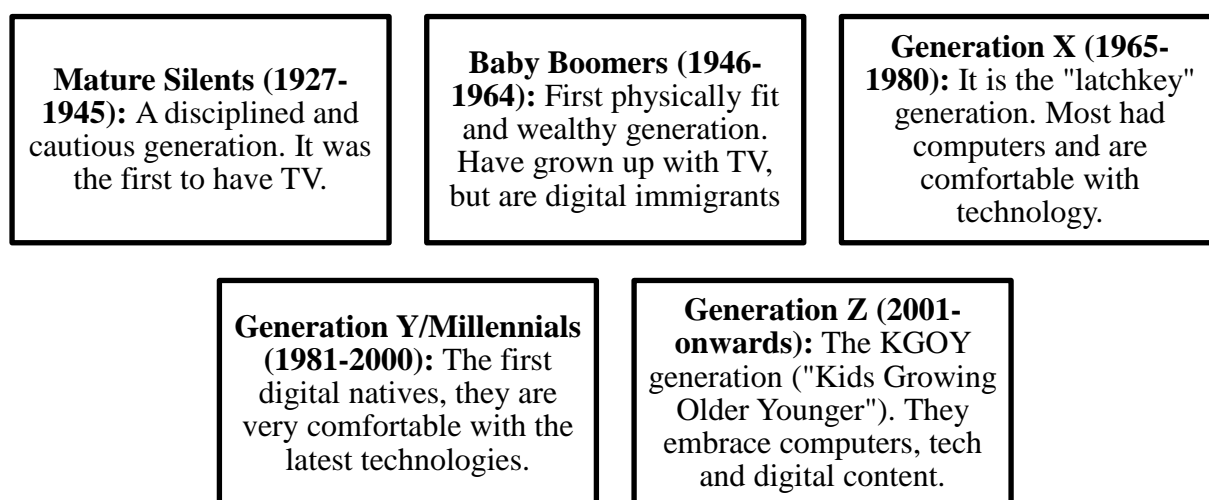 Mature Silents (1927-
1945): A disciplined and
cautious generation. It was
the first to have TV.
Baby Boomers (1946-
1964): First physically fit
and wealthy generation.
Have grown up with TV,
but are digital immigrants
Generation X (1965-
1980): It is the "latchkey"
generation. Most had
computers and are
comfortable with
technology.
Generation Y/Millennials
(1981-2000): The first
digital natives, they are
very comfortable with the
latest technologies.
Generation Z (2001-
onwards): The KGOY
generation ("Kids Growing
Older Younger"). They
embrace computers, tech
and digital content.